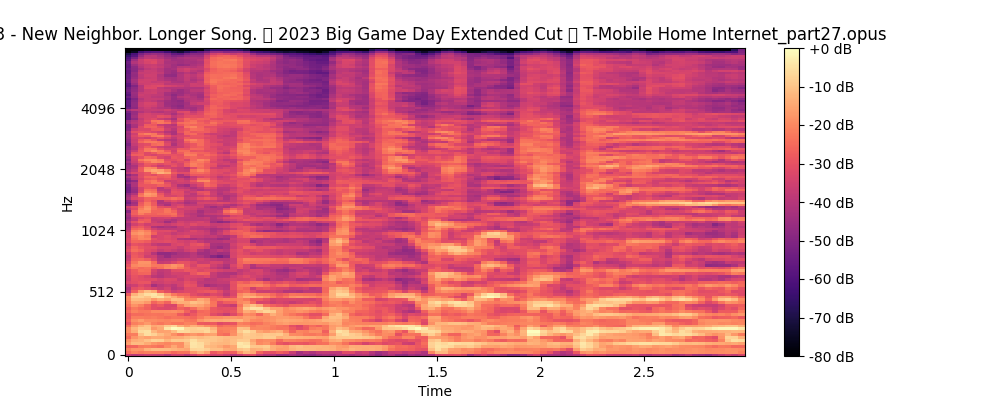 3 - New Neighbor. Longer Song. 2023 Big Game Day Extended Cut T-Mobile Home Internet_part27.opus
+0 dB
-10 dB
-20 dB
-30 dB
-40 dB
-50 dB
-60 dB
-70 dB
-80 dB
Hz
4096
2048
1024
512
0
0
0.5
1
1.5
2
2.5
Time